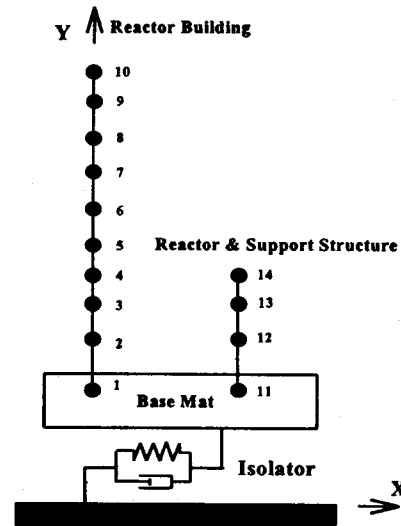 Y
Reactor Building
10
9
8
7
6
5
Reactor & Support Structure
4
14
3
13
2
12
1
Base Mat
11
Isolator
X